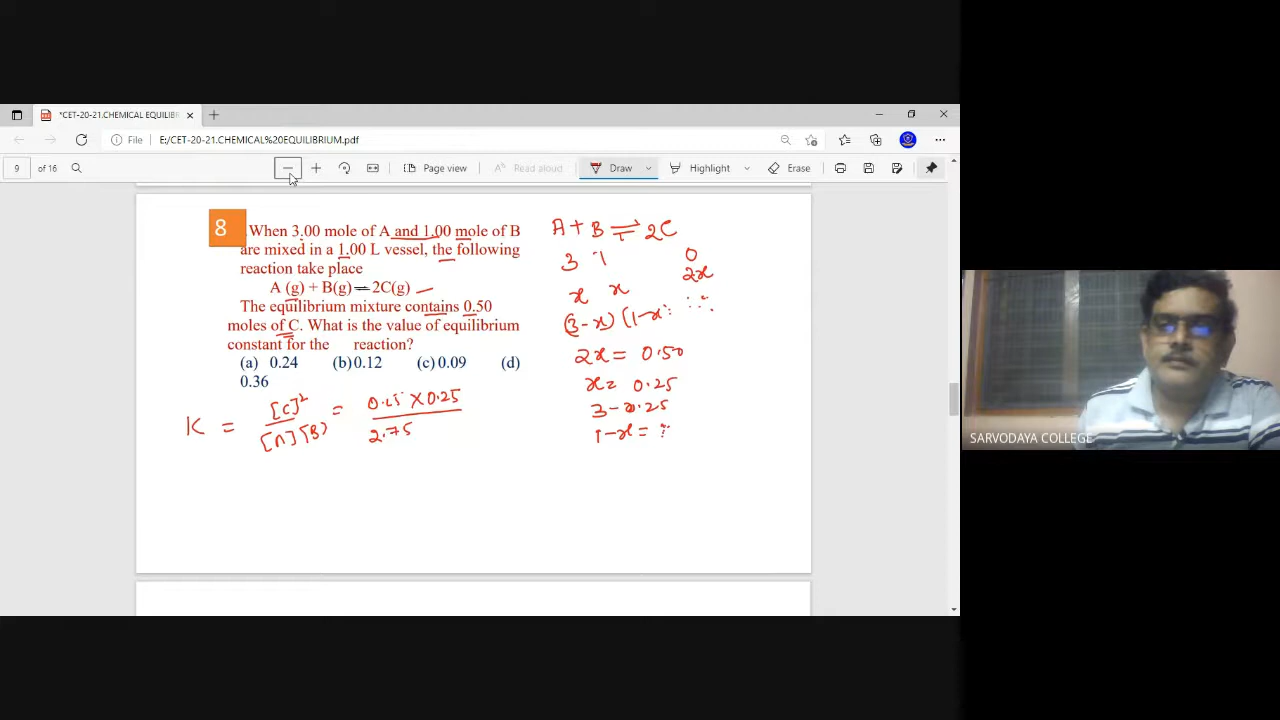 *CET-20-21.CHEMICAL EQUILIB
File E:/CET-20-21.CHEMICAL%20EQUILIBRIUM.pdf
9 of 16 Page view Read aloud Draw Highlight Erase
8 When 3.00 mole of A and 1.00 mole of B
are mixed in a 1.00 L vessel, the following
reaction take place
A (g) + B(g) 2C(g)
The equilibrium mixture contains 0.50
moles of C. What is the value of equilibrium
constant for the reaction?
(a) 0.24 (b) 0.12 (c) 0.09 (d)
0.36
K = [C]² / [A][B] = 0.25 × 0.25 / 2.75
A + B ⇌ 2C
3 1 0
2x
x x
(3-x) (1-x
2x = 0.50
x = 0.25
3 - 0.25
1-x =
SARVODAYA COLLEGE